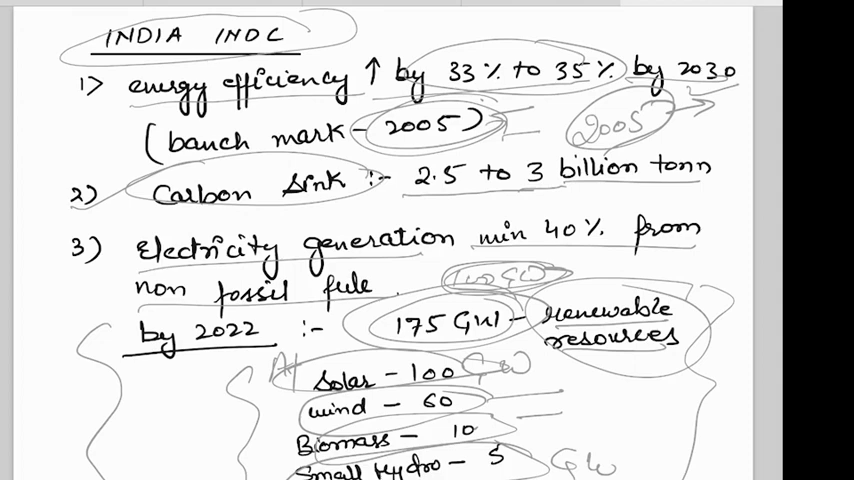 INDIA INDC
1) energy efficiency ↑ by 33% to 35% by 2030
(banch mark - 2005) 2005
2) Carbon Sink :- 2.5 to 3 billion tonn
3) Electricity generation min 40% from
non fossil fule
by 2022 :- 175 GW - renewable
resources
Solar - 100 GW
wind - 60
Biomass - 10
Small Hydro - 5 GW